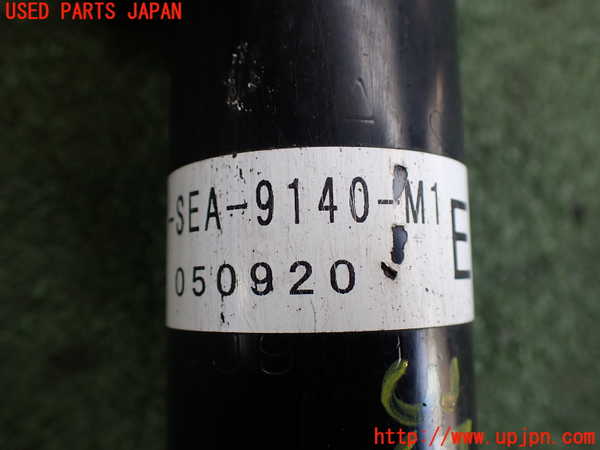 USED PARTS JAPAN
-SEA-9140-M1
E
050920
http://www.upjpn.com/